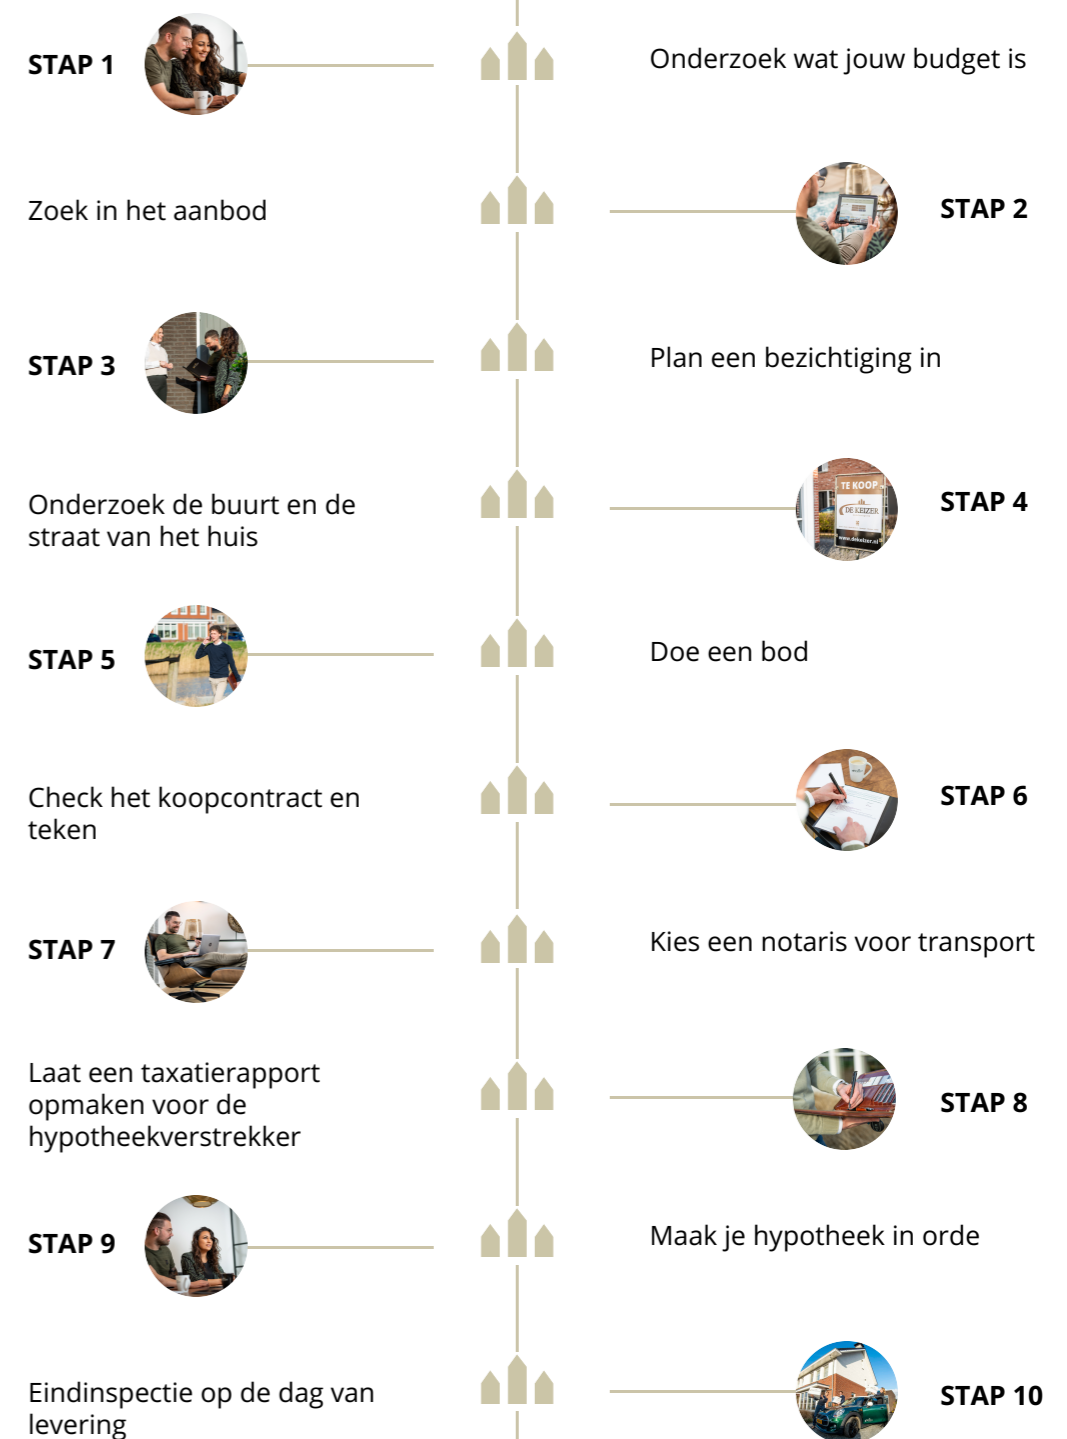 STAP 1
Onderzoek wat jouw budget is
Zoek in het aanbod
STAP 2
STAP 3
Plan een bezichtiging in
Onderzoek de buurt en de
straat van het huis
TE KOOP
DE KEIZER
www.dekeizer.nl
STAP 4
STAP 5
Doe een bod
Check het koopcontract en
teken
STAP 6
STAP 7
Kies een notaris voor transport
Laat een taxatierapport
opmaken voor de
hypotheekverstrekker
STAP 8
STAP 9
Maak je hypotheek in orde
Eindinspectie op de dag van
levering
STAP 10